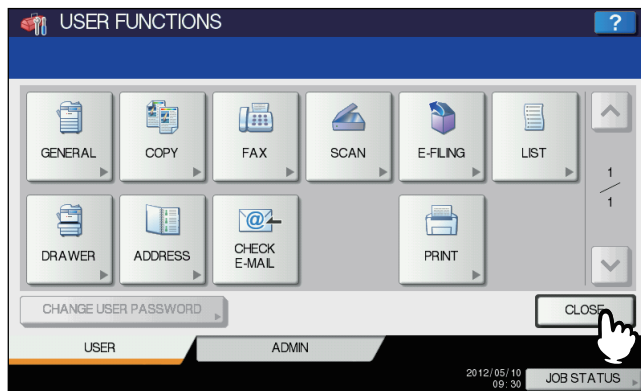 USER FUNCTIONS
?
GENERAL
COPY
FAX
SCAN
E-FILING
LIST
1
1
DRAWER
ADDRESS
CHECK
E-MAIL
PRINT
CHANGE USER PASSWORD
CLOSE
USER
ADMIN
2012/05/10
09:30
JOB STATUS